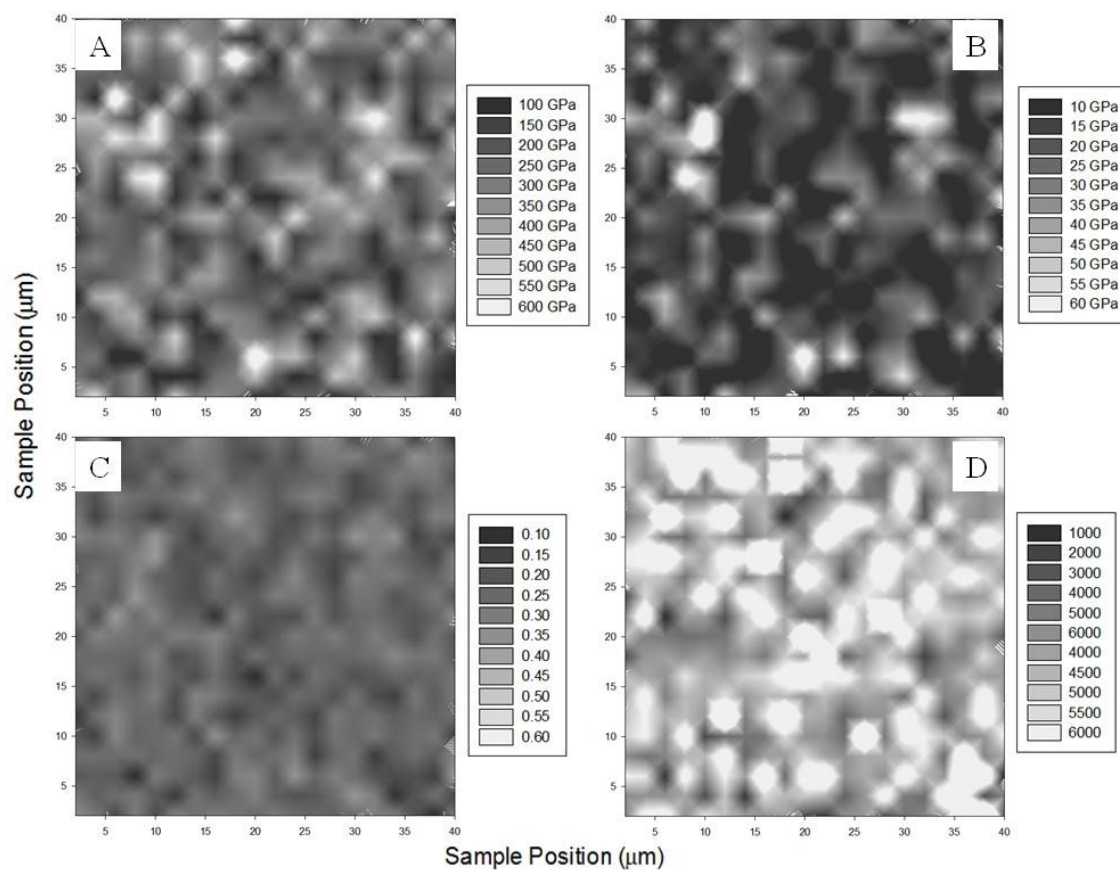 A
B
40
35
30
25
20
15
10
5
5 10 15 20 25 30 35 40
100 GPa
150 GPa
200 GPa
250 GPa
300 GPa
350 GPa
400 GPa
450 GPa
500 GPa
550 GPa
600 GPa
40
35
30
25
20
15
10
5
5 10 15 20 25 30 35 40
10 GPa
15 GPa
20 GPa
25 GPa
30 GPa
35 GPa
40 GPa
45 GPa
50 GPa
55 GPa
60 GPa
Sample Position (μm)
C
D
40
35
30
25
20
15
10
5
5 10 15 20 25 30 35 40
0.10
0.15
0.20
0.25
0.30
0.35
0.40
0.45
0.50
0.55
0.60
40
35
30
25
20
15
10
5
5 10 15 20 25 30 35 40
1000
2000
3000
4000
5000
6000
4000
4500
5000
5500
6000
Sample Position (μm)